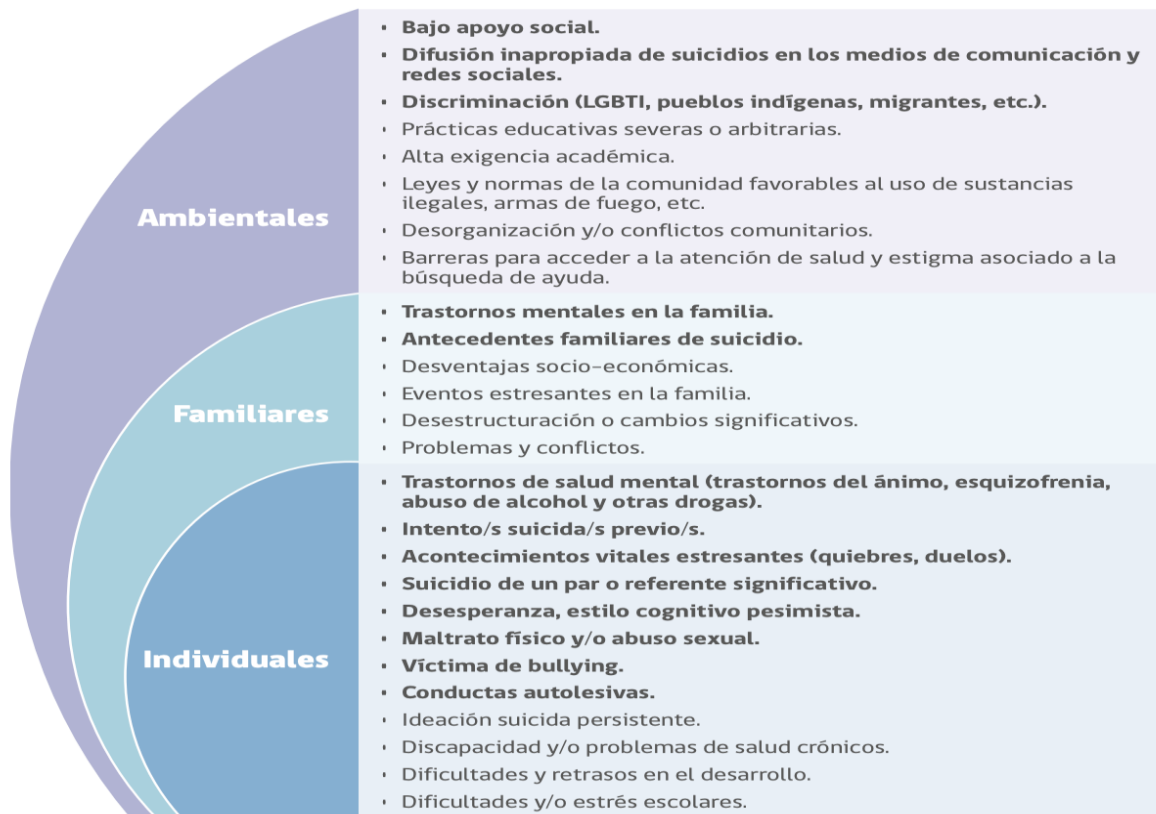 Ambientales
· Bajo apoyo social.
· Difusión inapropiada de suicidios en los medios de comunicación y
redes sociales.
· Discriminación (LGBTI, pueblos indígenas, migrantes, etc.).
· Prácticas educativas severas o arbitrarias.
· Alta exigencia académica.
· Leyes y normas de la comunidad favorables al uso de sustancias
ilegales, armas de fuego, etc.
· Desorganización y/o conflictos comunitarios.
· Barreras para acceder a la atención de salud y estigma asociado a la
búsqueda de ayuda.
Familiares
· Trastornos mentales en la familia.
· Antecedentes familiares de suicidio.
· Desventajas socio-económicas.
· Eventos estresantes en la familia.
· Desestructuración o cambios significativos.
· Problemas y conflictos.
Individuales
· Trastornos de salud mental (trastornos del ánimo, esquizofrenia,
abuso de alcohol y otras drogas).
· Intento/s suicida/s previo/s.
· Acontecimientos vitales estresantes (quiebres, duelos).
· Suicidio de un par o referente significativo.
· Desesperanza, estilo cognitivo pesimista.
· Maltrato físico y/o abuso sexual.
· Víctima de bullying.
· Conductas autolesivas.
· Ideación suicida persistente.
· Discapacidad y/o problemas de salud crónicos.
· Dificultades y retrasos en el desarrollo.
· Dificultades y/o estrés escolares.